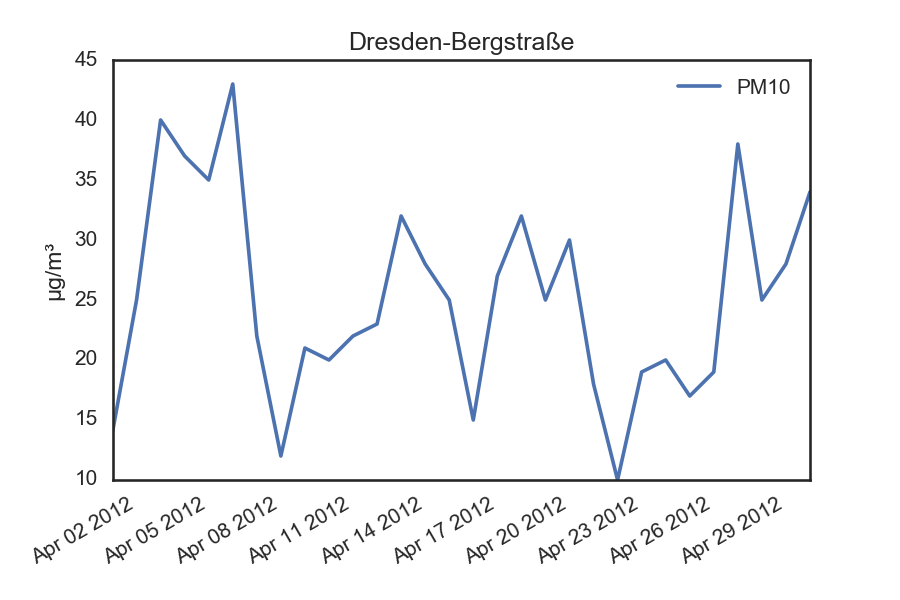 Dresden-Bergstraße
PM10
µg/m³
45
40
35
30
25
20
15
10
Apr 02 2012
Apr 05 2012
Apr 08 2012
Apr 11 2012
Apr 14 2012
Apr 17 2012
Apr 20 2012
Apr 23 2012
Apr 26 2012
Apr 29 2012